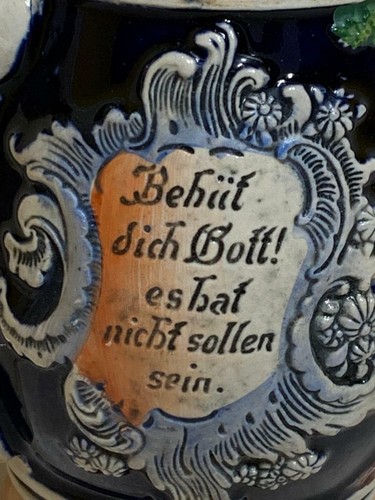 Behüt
dich Gott!
es hat
nicht sollen
sein.